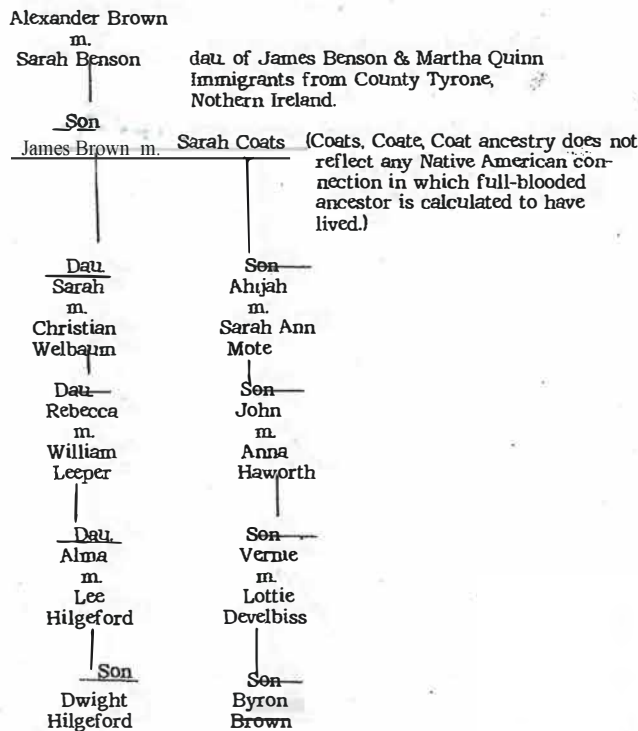 Alexander Brown
m.
Sarah Benson
dau. of James Benson & Martha Quinn
Immigrants from County Tyrone,
Nothern Ireland.
Son
James Brown m. Sarah Coats
(Coats, Coate, Coat ancestry does not
reflect any Native American con-
nection in which full-blooded
ancestor is calculated to have
lived.)
Dau.
Sarah
m.
Christian
Welbaum
Dau.
Rebecca
m.
William
Leeper
Dau.
Alma
m.
Lee
Hilgeford
Son
Dwight
Hilgeford
Son
Ahijah
m.
Sarah Ann
Mote
Son
John
m.
Anna
Haworth
Son
Vernie
m.
Lottie
Develbiss
Son
Byron
Brown